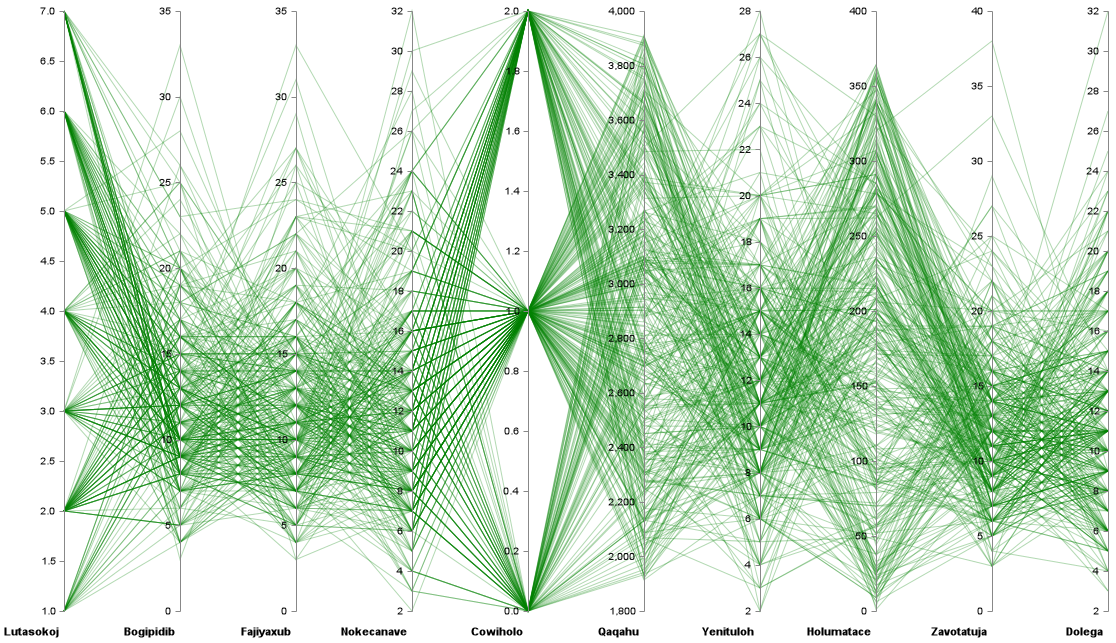 7.0 35 35 32 2.0 4,000 28 400 40 32
6.5 30 30 30 1.8 3,800 26 350 35 30
6.0 25 25 28 1.6 3,600 24 300 30 28
5.5 20 20 26 1.4 3,400 22 250 25 26
5.0 15 15 24 1.2 3,200 20 200 20 24
4.5 10 10 22 1.0 3,000 18 150 15 22
4.0 5 5 20 0.8 2,800 16 100 10 20
3.5 0 0 18 0.6 2,600 14 50 5 18
3.0 16 0.4 2,400 12 0 0 16
2.5 14 0.2 2,200 10 14
2.0 12 0.0 2,000 8 12
1.5 10 1,800 6 10
1.0 8 4 8
6 2 6
4 4
2 2
Lutasokoj Bogipidib Fajiyaxub Nokecanave Cowiholo Qaqahu Yenituloh Holumatace Zavotatuja Dolega